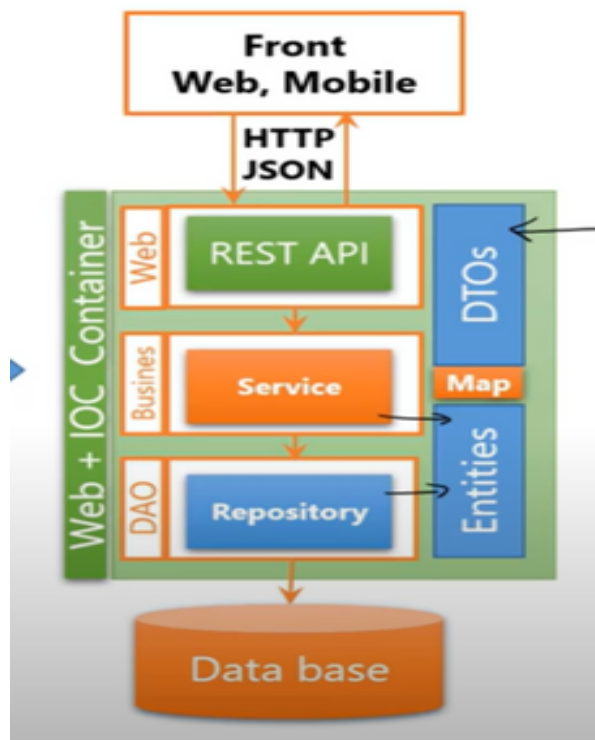 Front
Web, Mobile
HTTP
JSON
Web + IOC Container
Web
REST API
DTOs
Busines
Service
Map
DAO
Repository
Entities
Data base